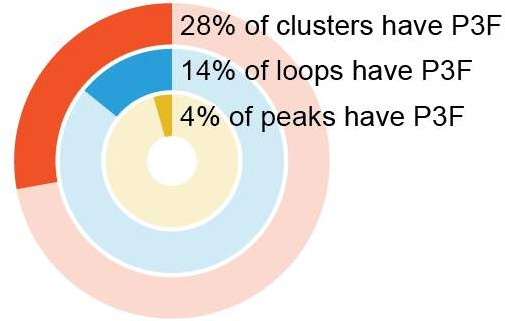 28% of clusters have P3F
14% of loops have P3F
4% of peaks have P3F